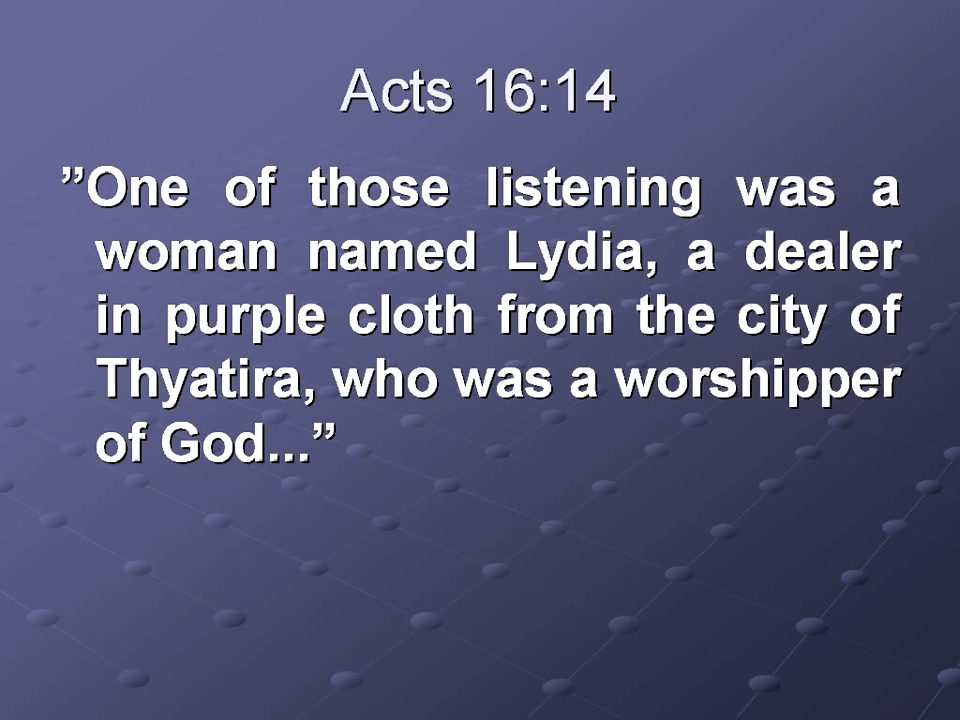 Acts 16:14
”One of those listening was a
woman named Lydia, a dealer
in purple cloth from the city of
Thyatira, who was a worshipper
of God...”